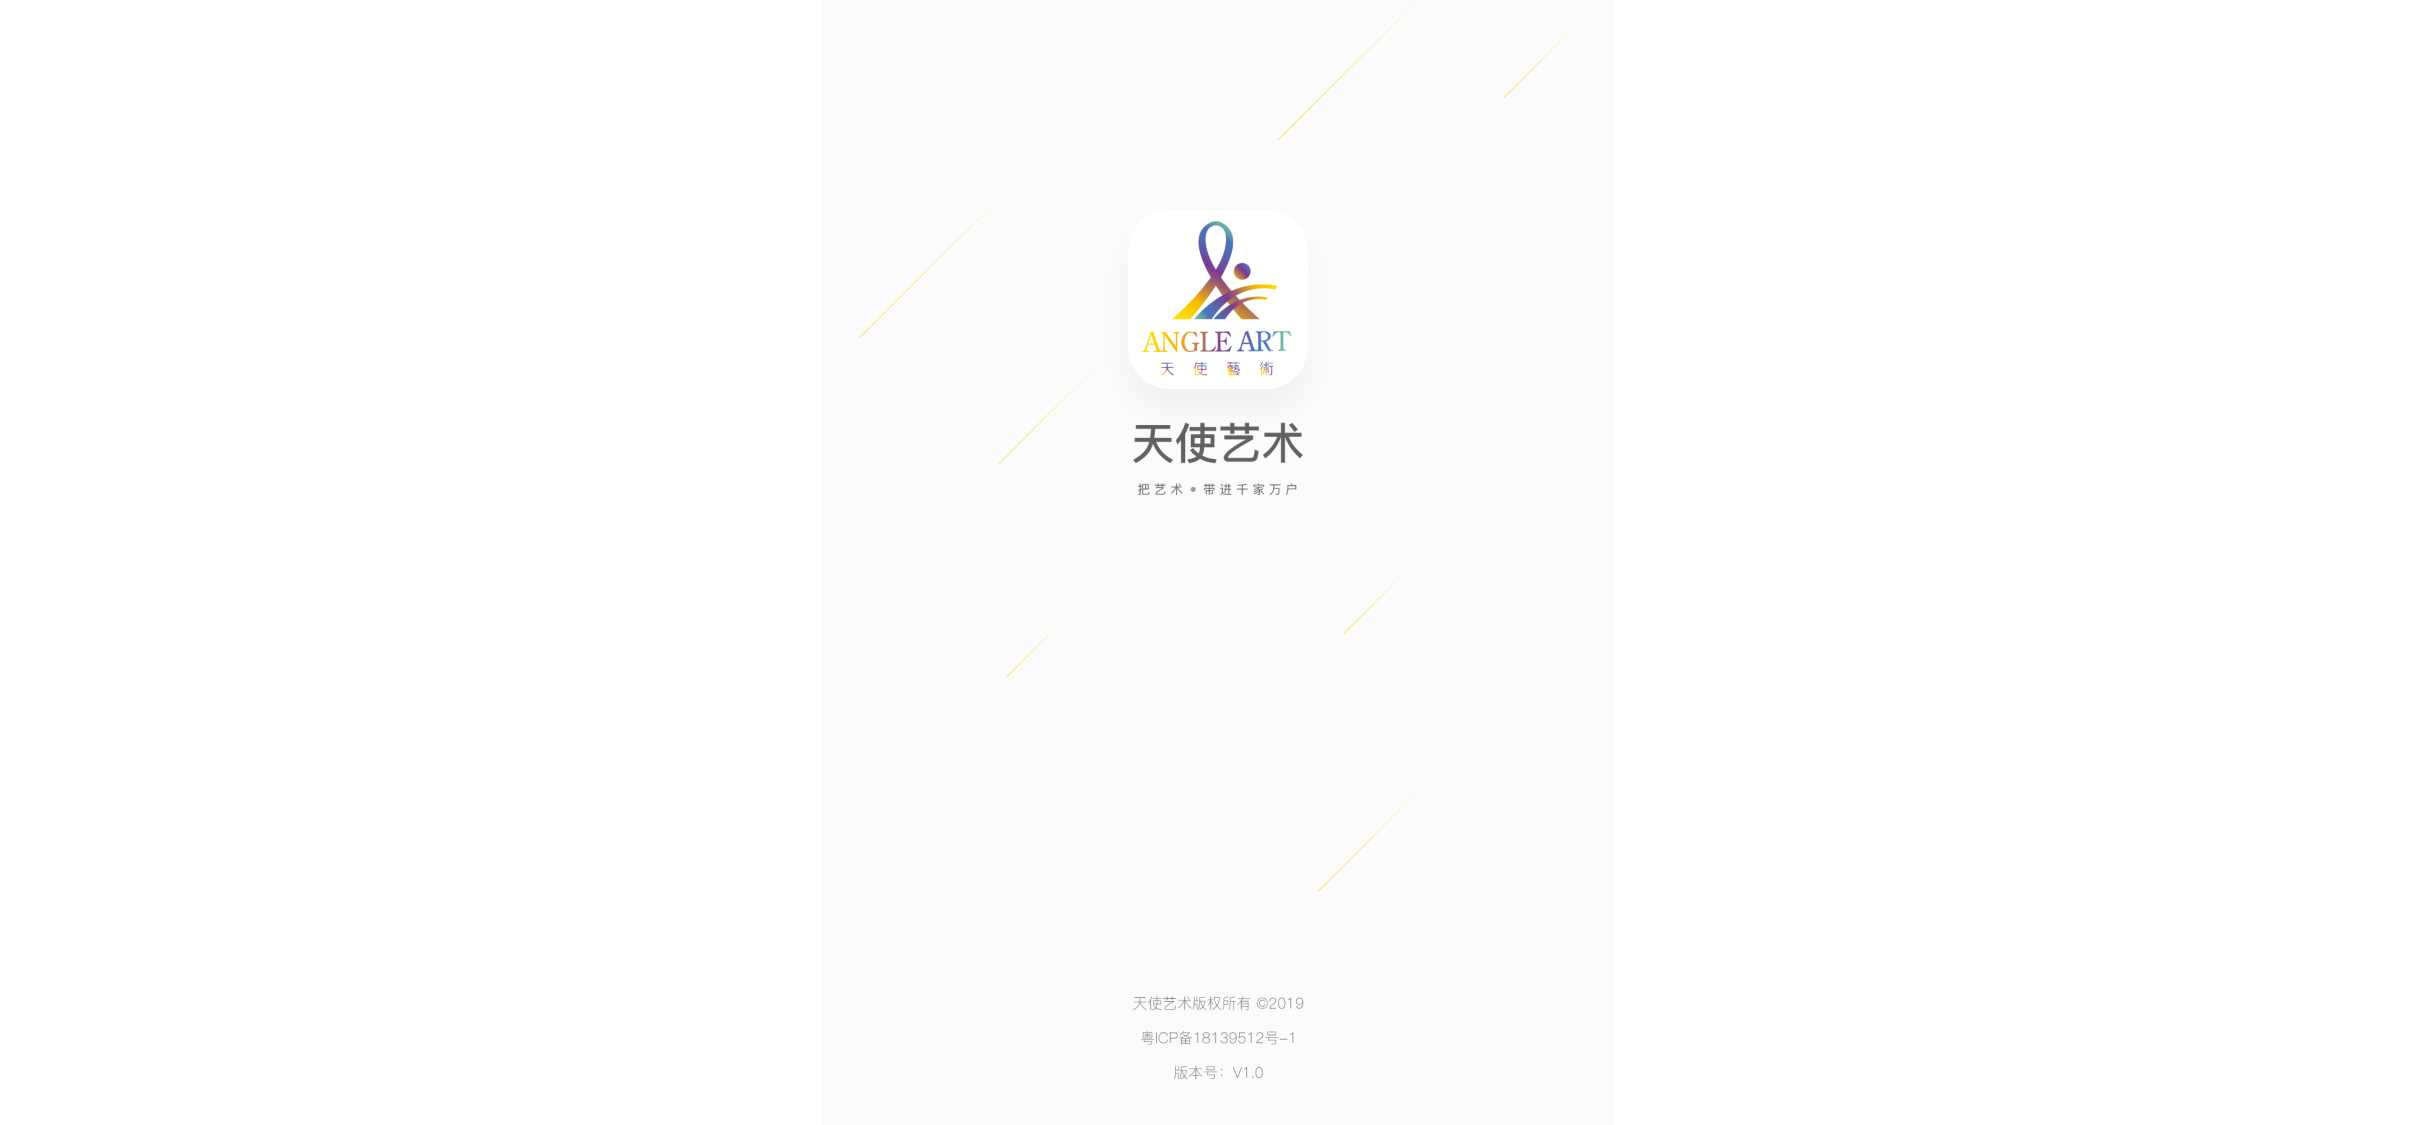 ANGLE ART
天使藝術
天使艺术
把艺术•带进千家万户
天使艺术版权所有 ©2019
粤ICP备18139512号-1
版本号：V1.0